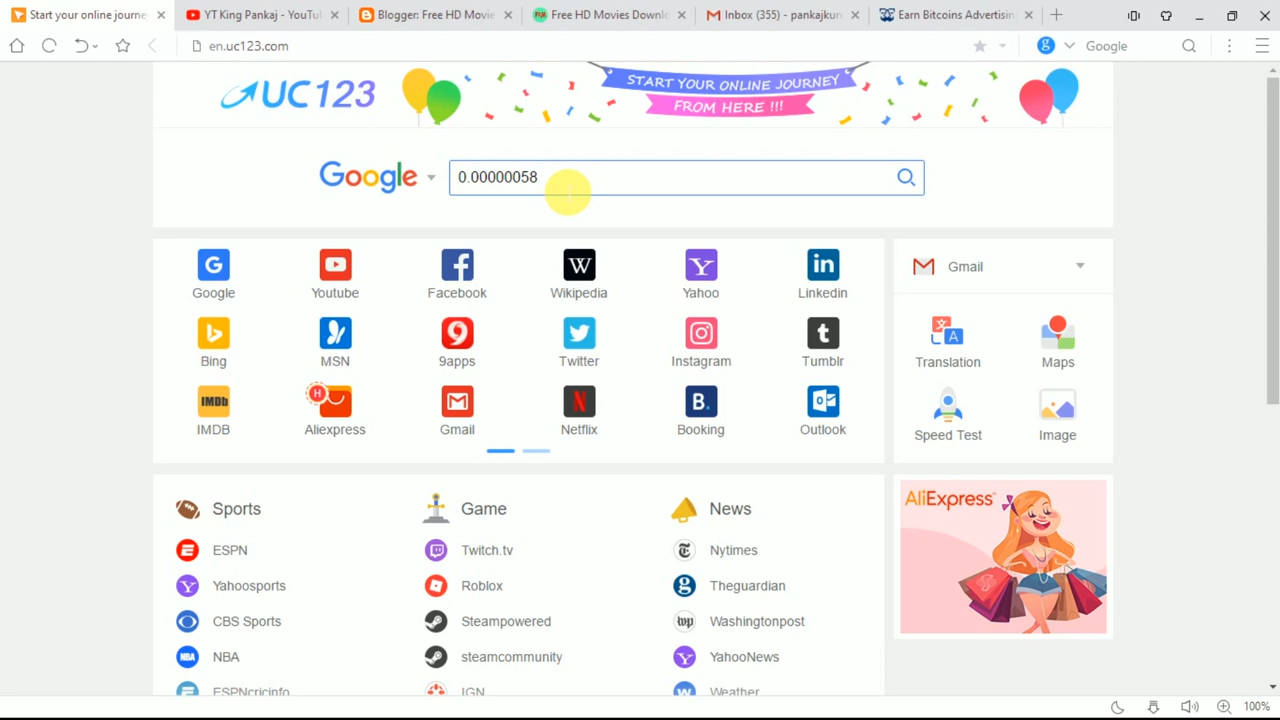 Start your online journe
YT King Pankaj - YouTu
Blogger: Free HD Movie
Free HD Movies Downl
Inbox (355) - pankajkun
Earn Bitcoins Advertisin
en.uc123.com
Google
UC123
START YOUR ONLINE JOURNEY
FROM HERE !!!
Google
0.00000058
Google
Youtube
Facebook
Wikipedia
Yahoo
Linkedin
Gmail
Bing
MSN
9apps
Twitter
Instagram
Tumblr
Translation
Maps
IMDb
H
B.
IMDB
Aliexpress
Gmail
Netflix
Booking
Outlook
Speed Test
Image
Sports
Game
News
AliExpress
ESPN
Twitch.tv
Nytimes
Yahoosports
Roblox
Theguardian
CBS Sports
Steampowered
Washingtonpost
NBA
steamcommunity
YahooNews
ESPNcricinfo
IGN
Weather
100%